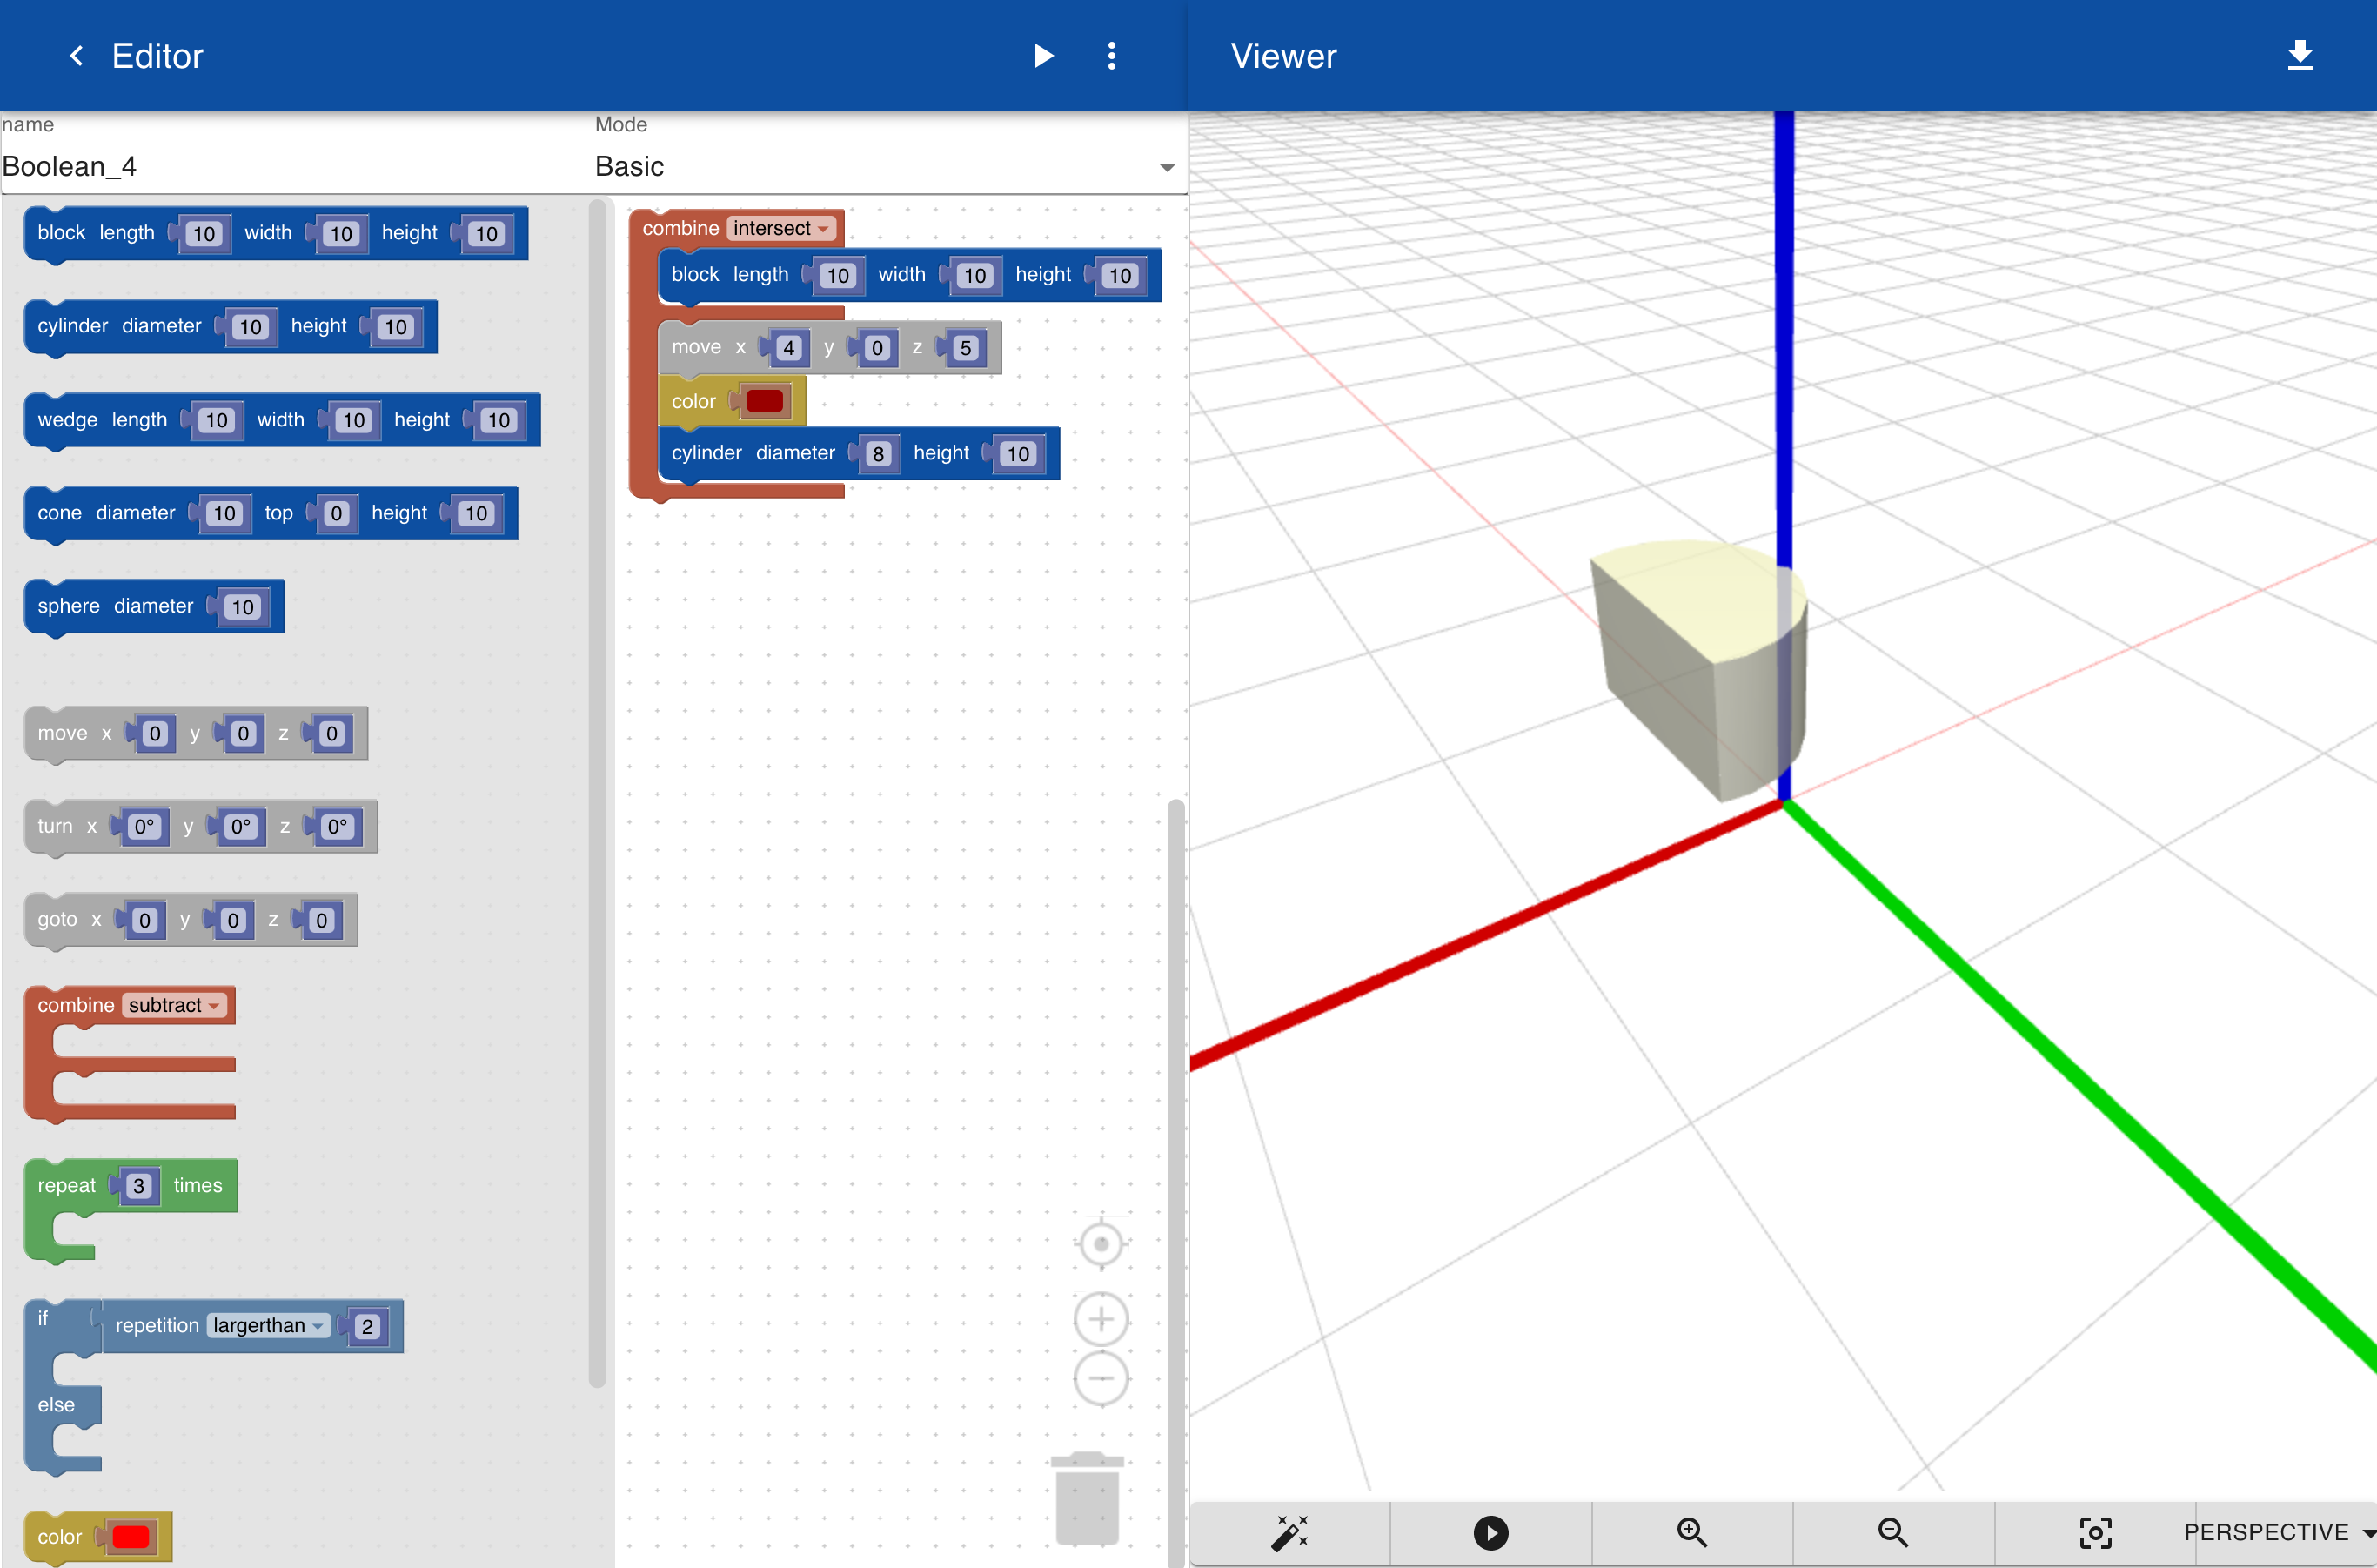 Editor
Viewer
name
Mode
Boolean_4
Basic
block length 10 width 10 height 10
cylinder diameter 10 height 10
wedge length 10 width 10 height 10
cone diameter 10 top 0 height 10
sphere diameter 10
move x 0 y 0 z 0
turn x 0° y 0° z 0°
goto x 0 y 0 z 0
combine subtract
repeat 3 times
if repetition largerthan 2
else
color
combine intersect
block length 10 width 10 height 10
move x 4 y 0 z 5
color
cylinder diameter 8 height 10
PERSPECTIVE